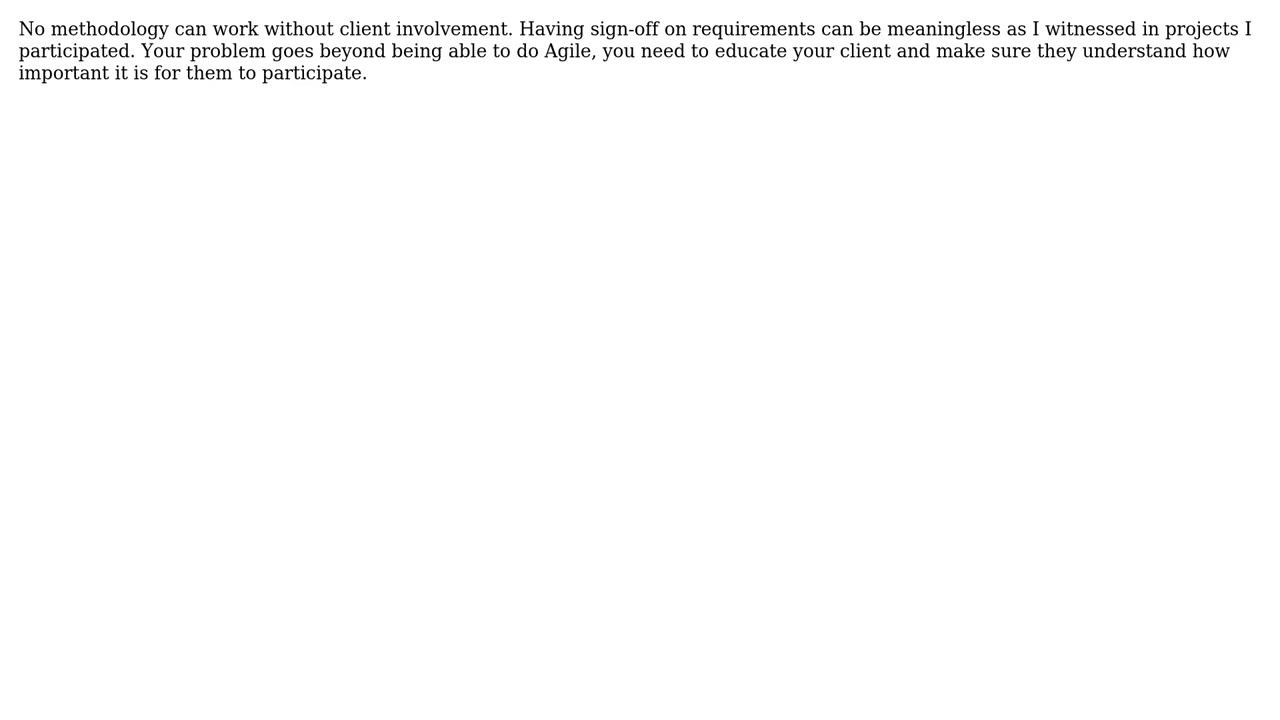 No methodology can work without client involvement. Having sign-off on requirements can be meaningless as I witnessed in projects I
participated. Your problem goes beyond being able to do Agile, you need to educate your client and make sure they understand how
important it is for them to participate.